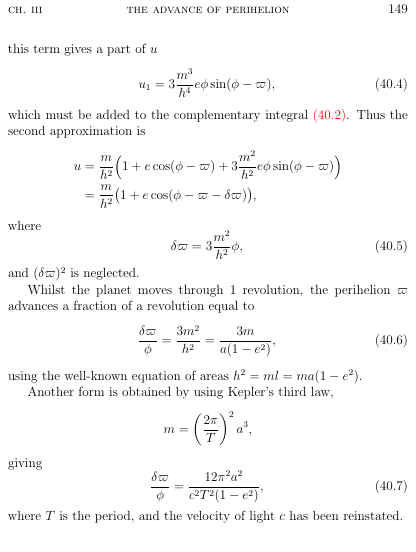 CH. III THE ADVANCE OF PERIHELION 149
this term gives a part of u
u₁ = 3 m³/h⁴ eϕ sin(ϕ − ϖ), (40.4)
which must be added to the complementary integral (40.2). Thus the
second approximation is
u = m/h² (1 + e cos(ϕ − ϖ) + 3 m²/h² eϕ sin(ϕ − ϖ))
= m/h² (1 + e cos(ϕ − ϖ − δϖ)),
where
δϖ = 3 m²/h² ϕ, (40.5)
and (δϖ)² is neglected.
Whilst the planet moves through 1 revolution, the perihelion ϖ
advances a fraction of a revolution equal to
δϖ/ϕ = 3m²/h² = 3m/a(1 − e²), (40.6)
using the well-known equation of areas h² = ml = ma(1 − e²).
Another form is obtained by using Kepler's third law,
m = (2π/T)² a³,
giving
δϖ/ϕ = 12π²a²/c²T²(1 − e²), (40.7)
where T is the period, and the velocity of light c has been reinstated.